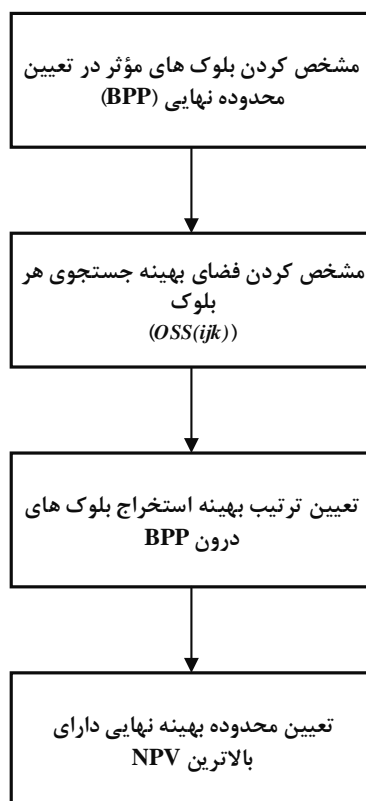 مشخص کردن بلوک های مؤثر در تعیین
محدوده نهایی (BPP)
مشخص کردن فضای بهینه جستجوی هر
بلوک
(OSS(ijk))
تعیین ترتیب بهینه استخراج بلوک های
درون BPP
تعیین محدوده بهینه نهایی دارای
بالاترین NPV